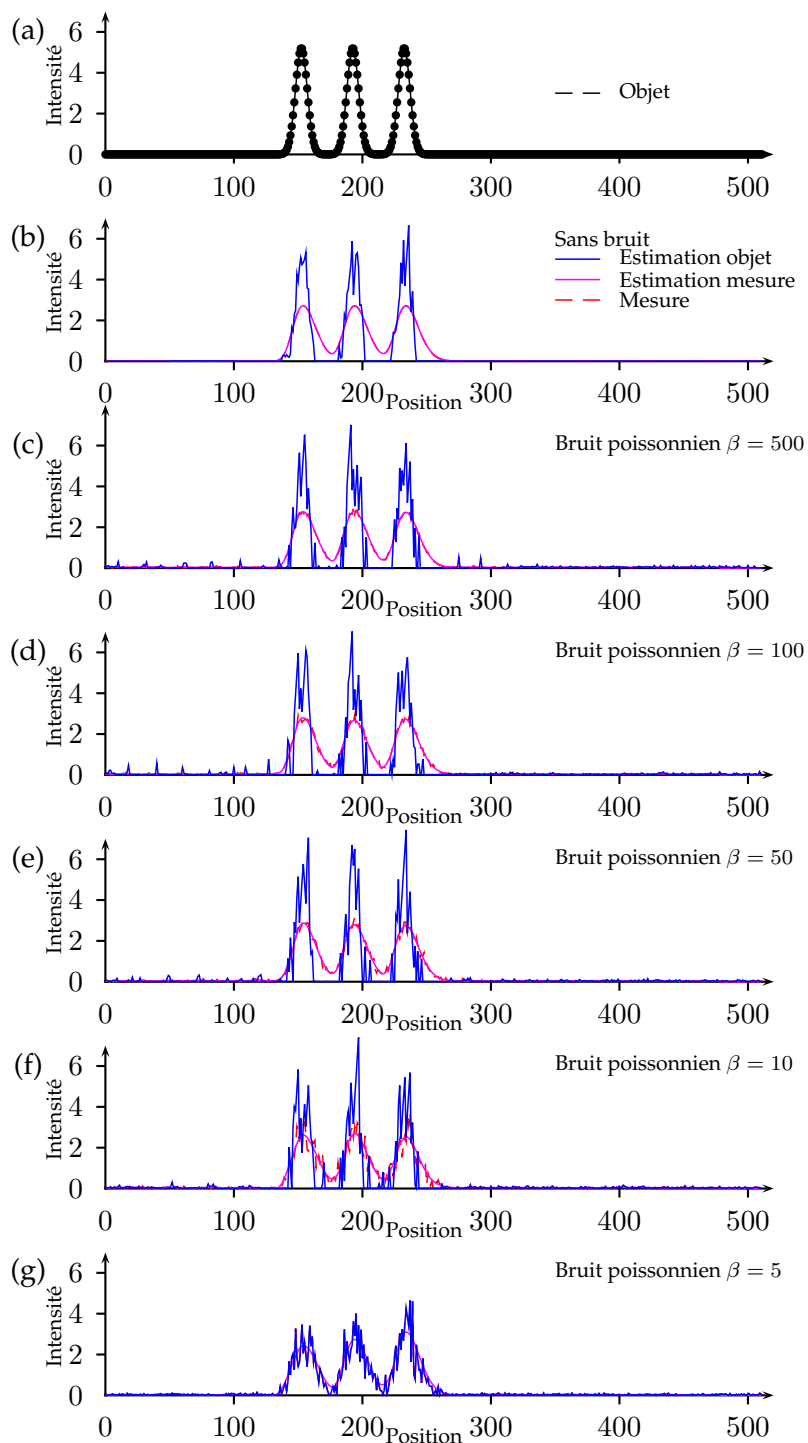 (a)
Intensité
6
4
2
0
Objet
0 100 200 300 400 500
(b)
Intensité
6
4
2
0
Sans bruit
Estimation objet
Estimation mesure
Mesure
0 100 200 300 400 500
Position
(c)
Intensité
6
4
2
0
Bruit poissonnien β = 500
0 100 200 300 400 500
Position
(d)
Intensité
6
4
2
0
Bruit poissonnien β = 100
0 100 200 300 400 500
Position
(e)
Intensité
6
4
2
0
Bruit poissonnien β = 50
0 100 200 300 400 500
Position
(f)
Intensité
6
4
2
0
Bruit poissonnien β = 10
0 100 200 300 400 500
Position
(g)
Intensité
6
4
2
0
Bruit poissonnien β = 5
0 100 200 300 400 500